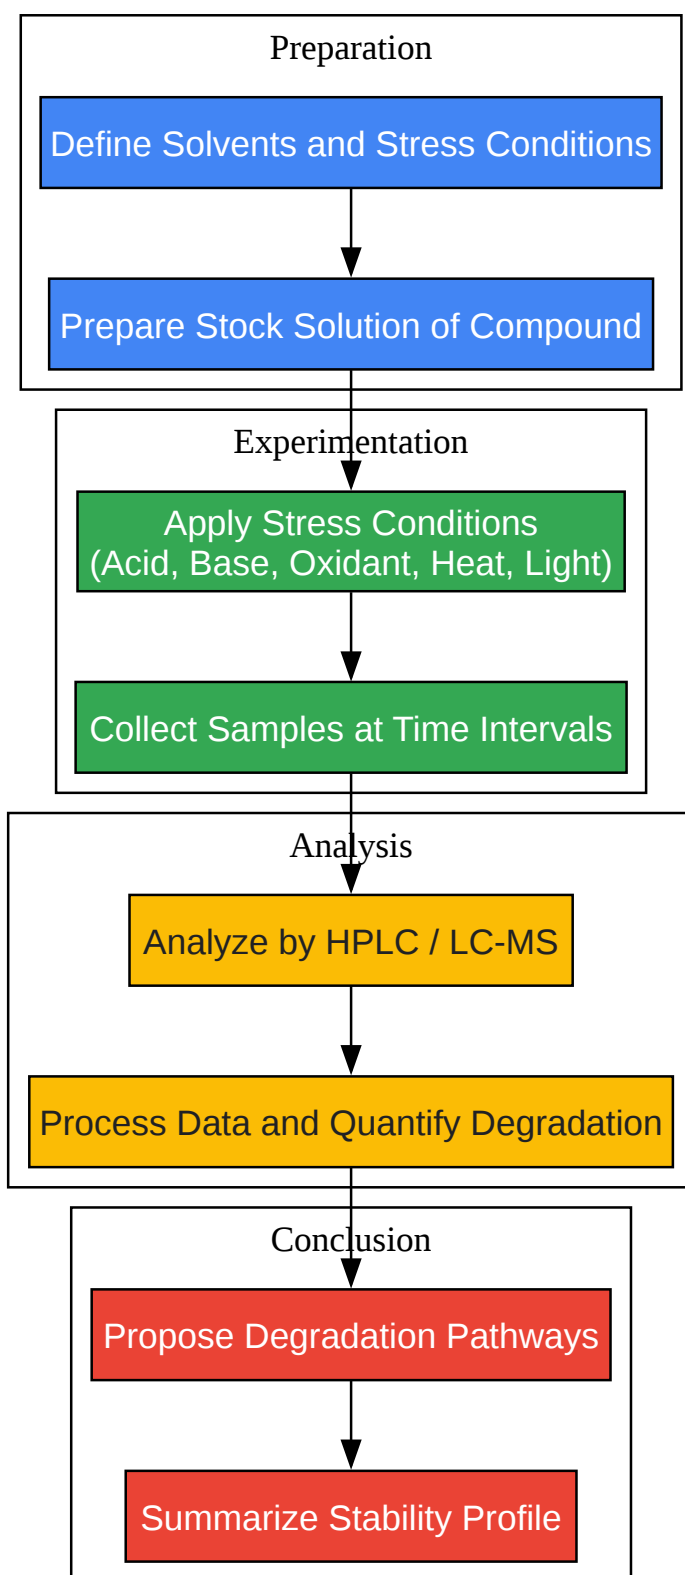 Preparation
Define Solvents and Stress Conditions
Prepare Stock Solution of Compound
Experimentation
Apply Stress Conditions
(Acid, Base, Oxidant, Heat, Light)
Collect Samples at Time Intervals
Analysis
Analyze by HPLC / LC-MS
Process Data and Quantify Degradation
Conclusion
Propose Degradation Pathways
Summarize Stability Profile